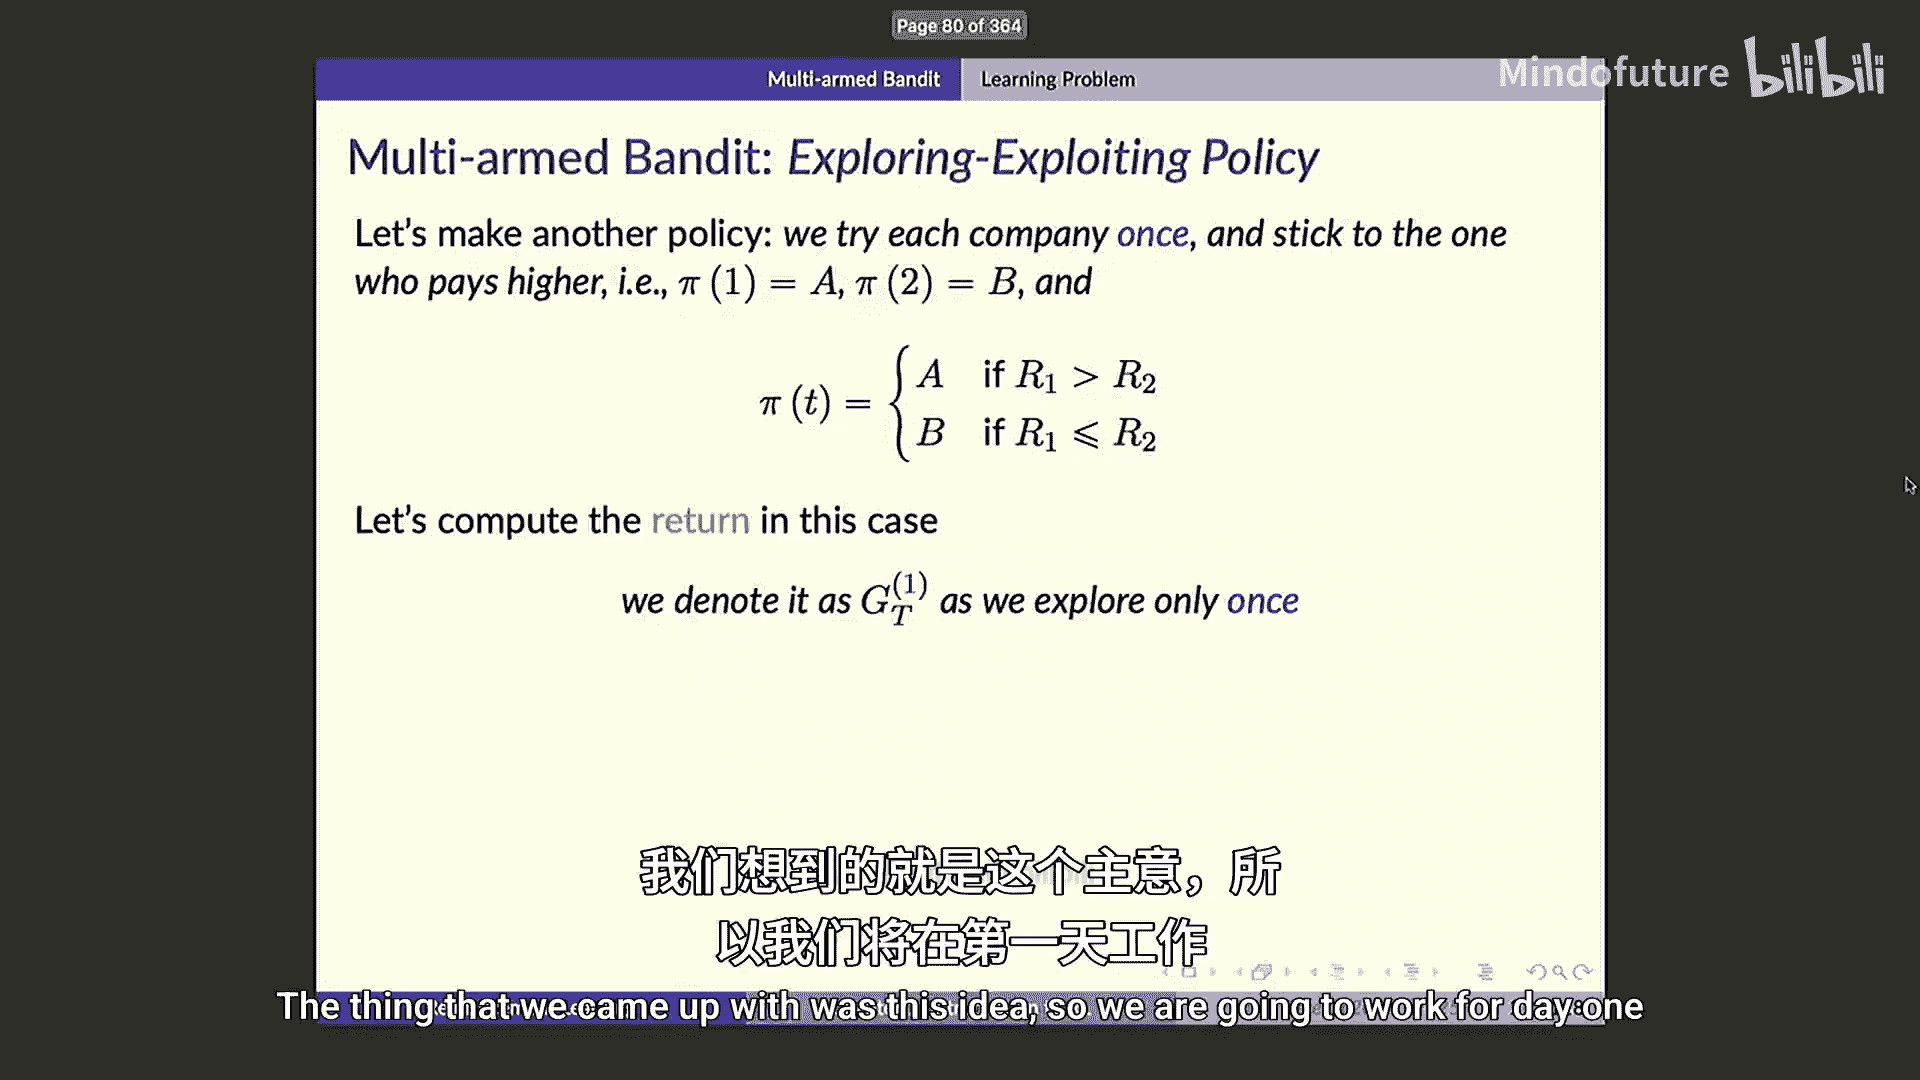 Page 80 of 364
Mindofuture bilibili
Multi-armed Bandit Learning Problem
Multi-armed Bandit: Exploring-Exploiting Policy
Let's make another policy: we try each company once, and stick to the one
who pays higher, i.e., π (1) = A, π (2) = B, and
π (t) = { A if R₁ > R₂
B if R₁ ⩽ R₂
Let's compute the return in this case
we denote it as G_T^(1) as we explore only once
我们想到的就是这个主意，所
以我们将在第一天工作
The thing that we came up with was this idea, so we are going to work for day one